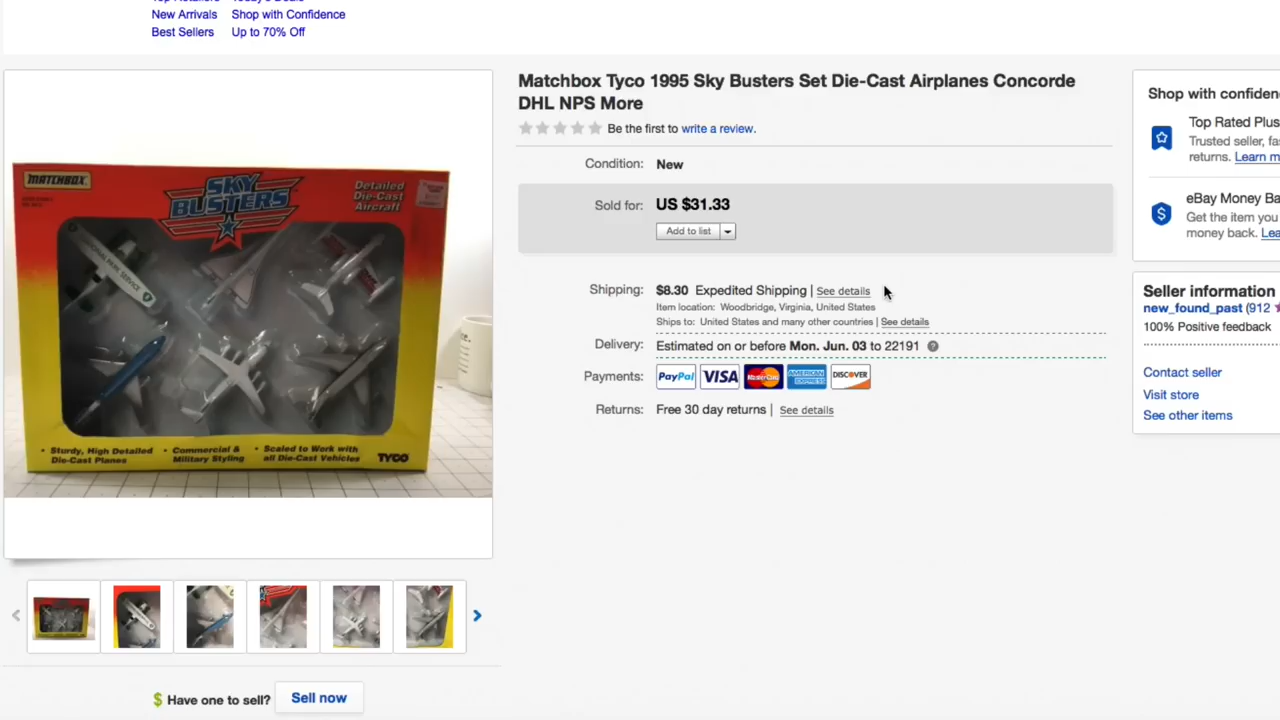 New Arrivals Shop with Confidence
Best Sellers Up to 70% Off
Matchbox Tyco 1995 Sky Busters Set Die-Cast Airplanes Concorde
DHL NPS More
Be the first to write a review.
Condition: New
Sold for: US $31.33
Add to list
Shipping: $8.30 Expedited Shipping | See details
Item location: Woodbridge, Virginia, United States
Ships to: United States and many other countries | See details
Delivery: Estimated on or before Mon. Jun. 03 to 22191 ?
Payments: PayPal VISA MasterCard AMERICAN EXPRESS DISCOVER
Returns: Free 30 day returns | See details
Shop with confiden
Top Rated Plus
Trusted seller, fa
returns. Learn m
eBay Money Ba
Get the item you
money back. Lea
Seller information
new_found_past (912
100% Positive feedback
Contact seller
Visit store
See other items
MATCHBOX
SKY
BUSTERS
Detailed
Die-Cast
Aircraft
PARK SERVICE
• Sturdy, High Detailed
Die-Cast Planes
• Commercial &
Military Styling
• Scaled to Work with
all Die-Cast Vehicles
TYCO
$ Have one to sell? Sell now